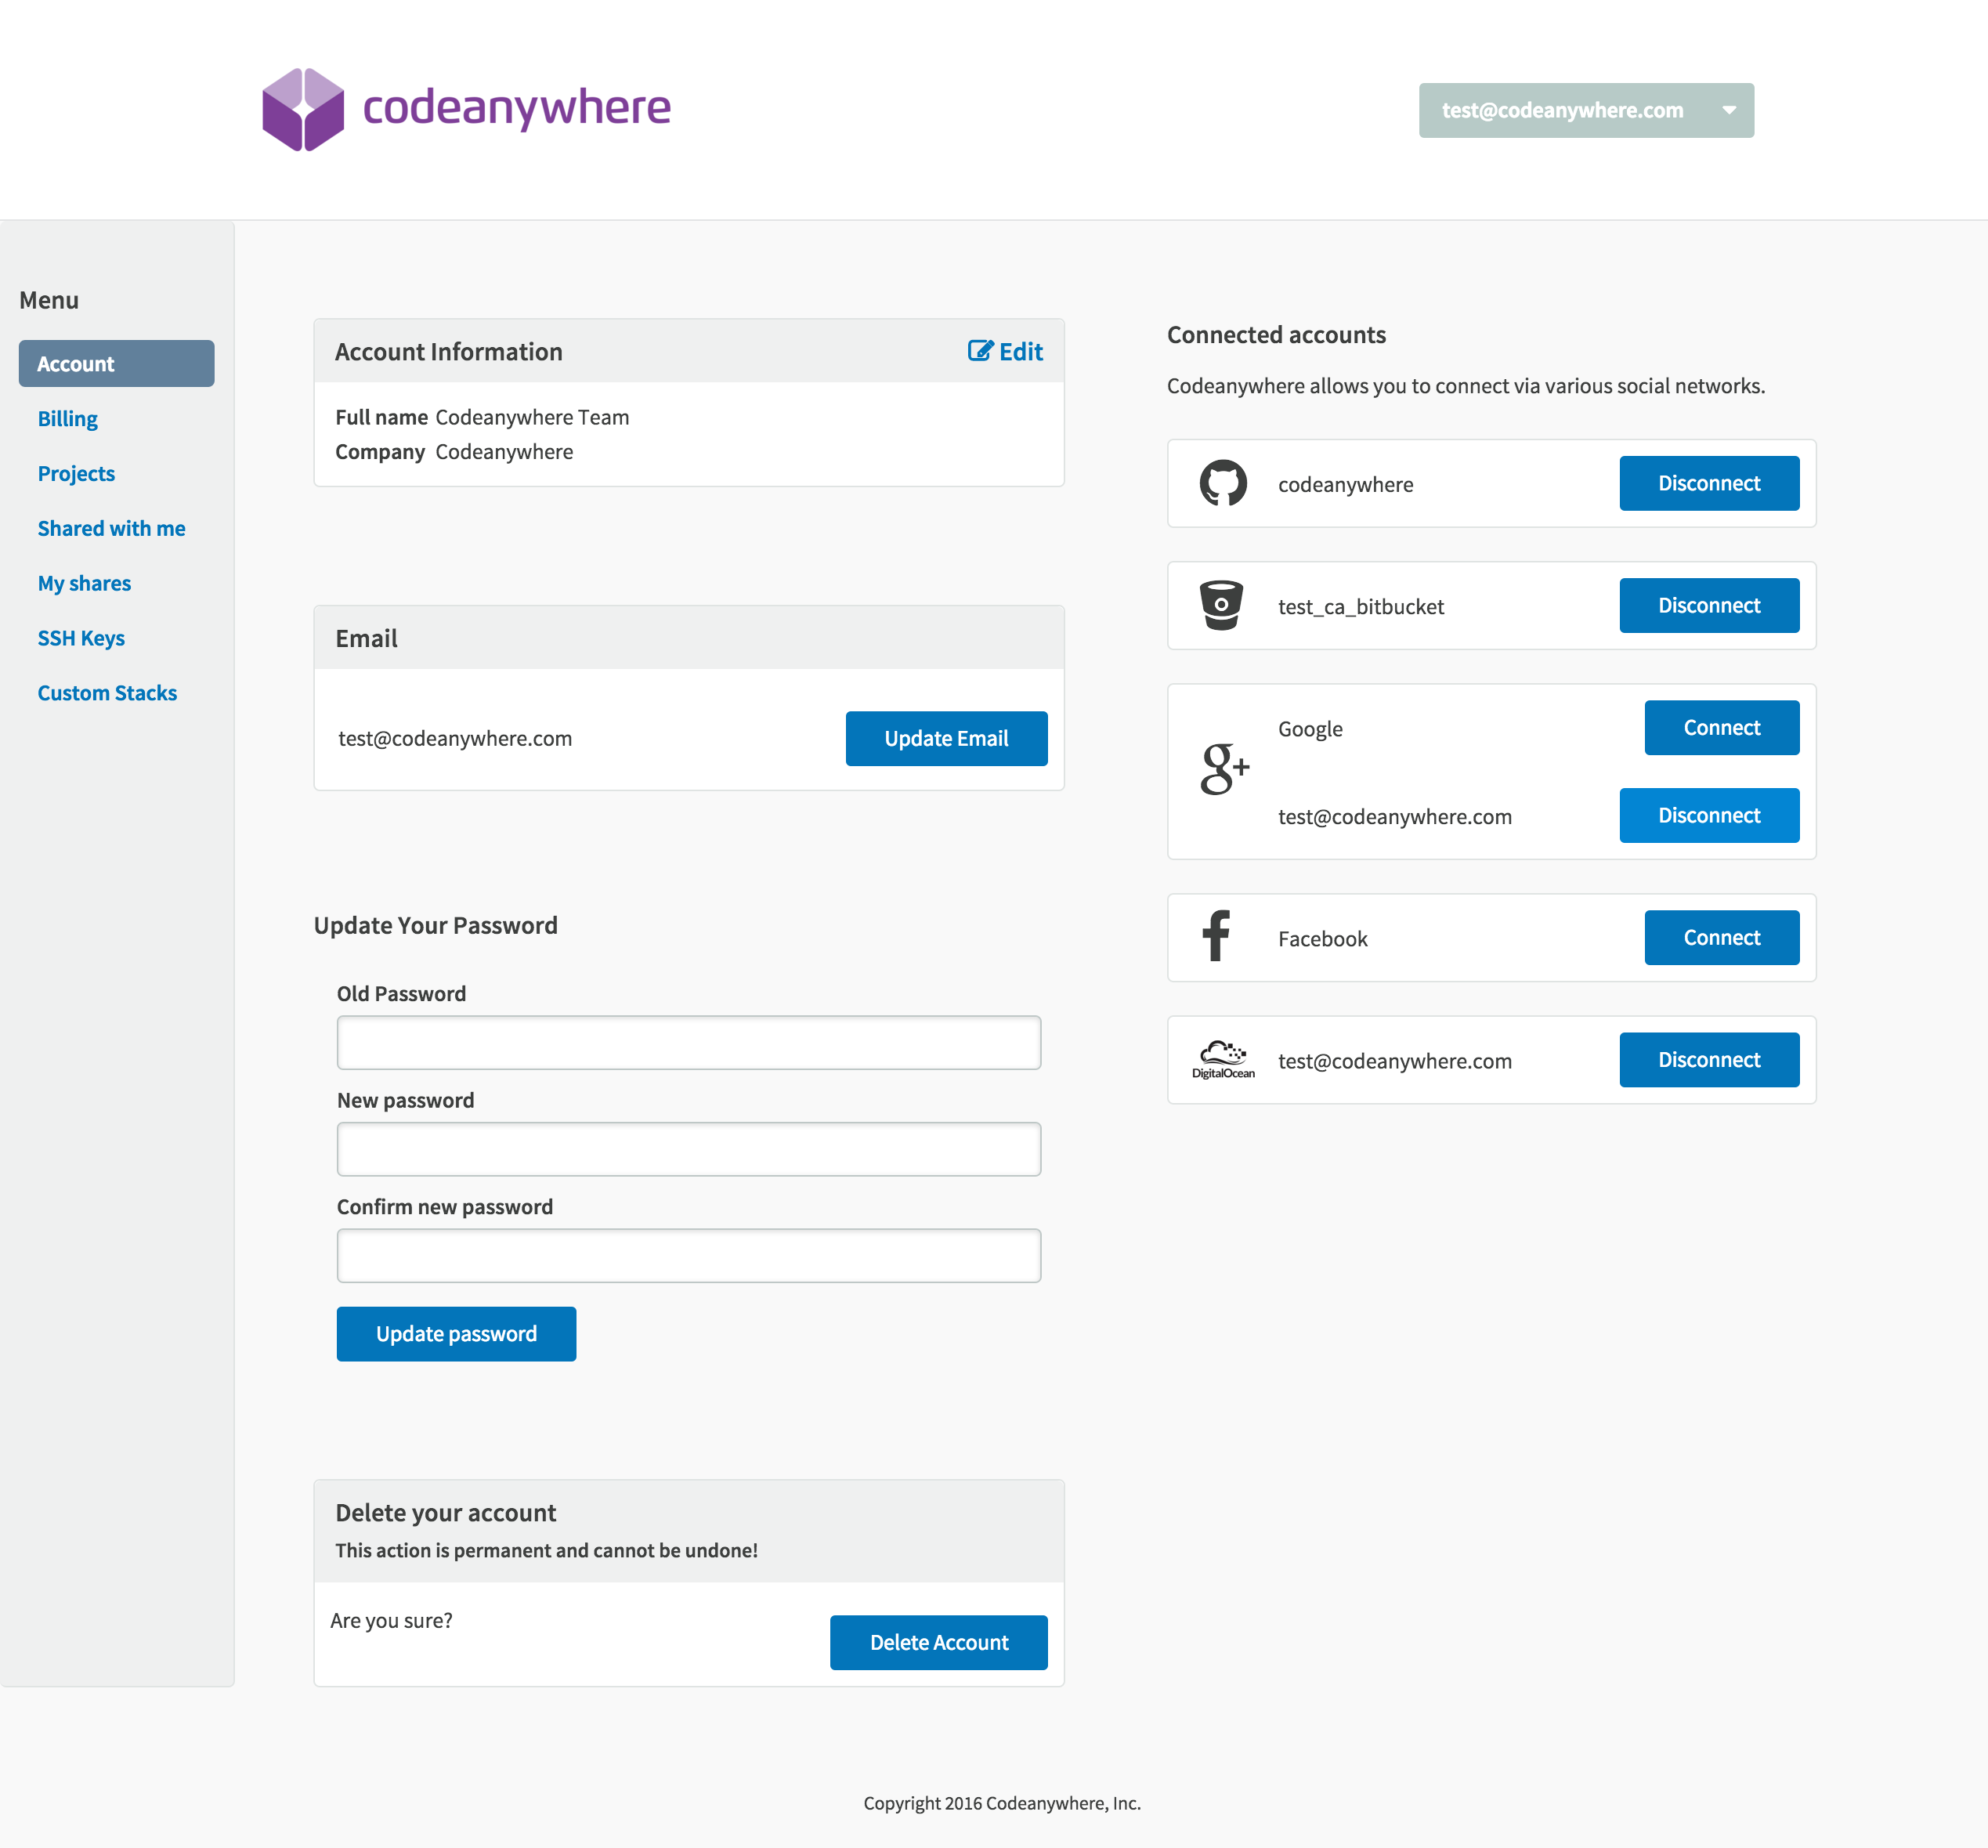 codeanywhere
test@codeanywhere.com
Menu
Account
Billing
Projects
Shared with me
My shares
SSH Keys
Custom Stacks
Account Information
Edit
Full name Codeanywhere Team
Company Codeanywhere
Email
test@codeanywhere.com
Update Email
Update Your Password
Old Password
New password
Confirm new password
Update password
Delete your account
This action is permanent and cannot be undone!
Are you sure?
Delete Account
Connected accounts
Codeanywhere allows you to connect via various social networks.
codeanywhere
Disconnect
test_ca_bitbucket
Disconnect
g+
Google
Connect
test@codeanywhere.com
Disconnect
Facebook
Connect
DigitalOcean
test@codeanywhere.com
Disconnect
Copyright 2016 Codeanywhere, Inc.